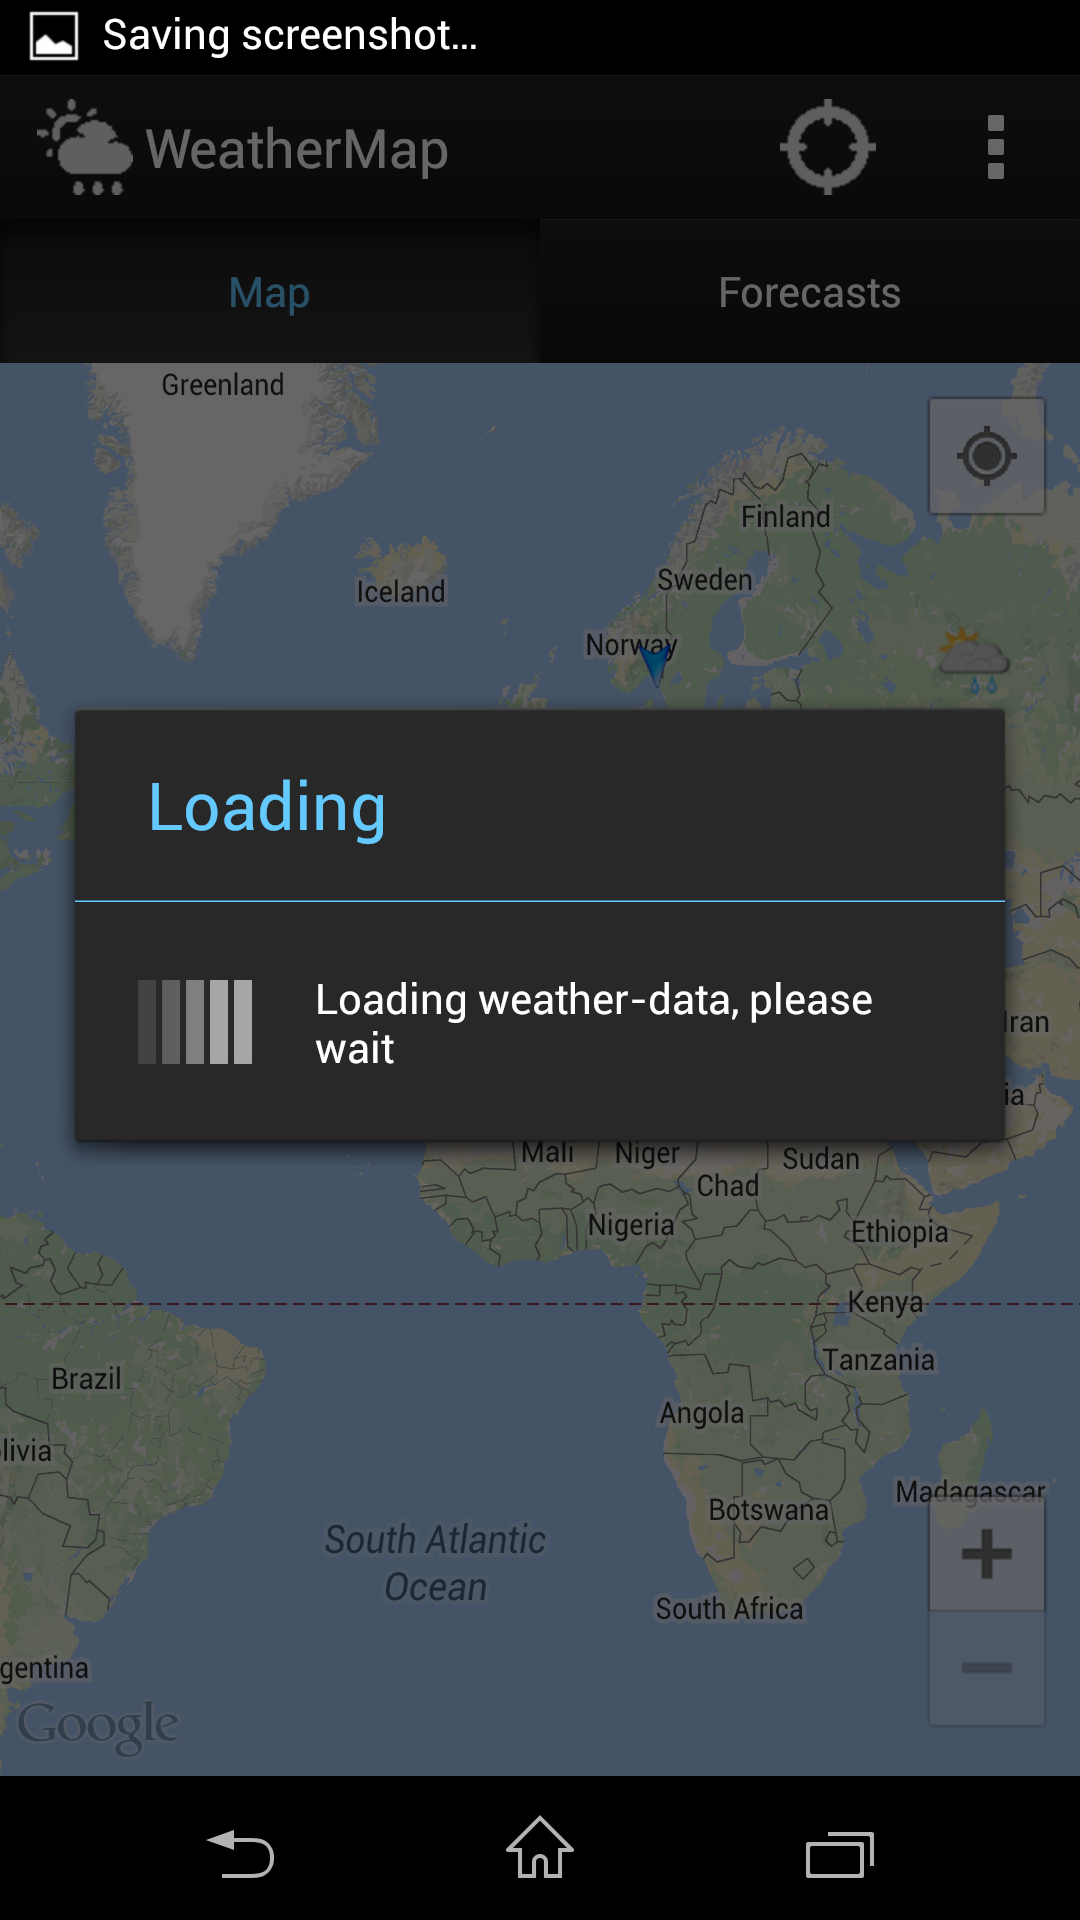 Saving screenshot...
WeatherMap
Map
Forecasts
Greenland
Finland
Sweden
Iceland
Norway
Loading
Loading weather-data, please
wait
Iran
ia
Mali
Niger
Sudan
Chad
Nigeria
Ethiopia
Kenya
Tanzania
Brazil
Angola
livia
Madagascar
Botswana
South Atlantic
Ocean
South Africa
gentina
Google